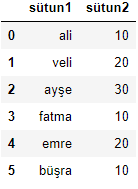 sütun1 sütun2
0 ali 10
1 veli 20
2 ayşe 30
3 fatma 10
4 emre 20
5 büşra 10